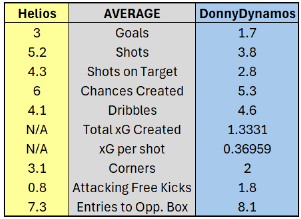 Helios AVERAGE DonnyDynamos
3 Goals 1.7
5.2 Shots 3.8
4.3 Shots on Target 2.8
6 Chances Created 5.3
4.1 Dribbles 4.6
N/A Total xG Created 1.3331
N/A xG per shot 0.36959
3.1 Corners 2
0.8 Attacking Free Kicks 1.8
7.3 Entries to Opp. Box 8.1